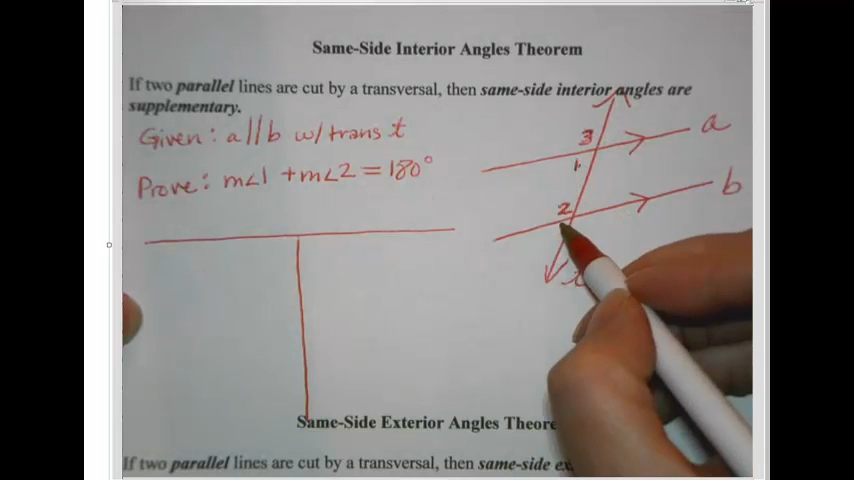 Same-Side Interior Angles Theorem
If two parallel lines are cut by a transversal, then same-side interior angles are
supplementary.
Given: a || b w/ trans t
Prove: m∠1 + m∠2 = 180°
a
3
1
b
2
t
Same-Side Exterior Angles
If two parallel lines are cut by a transversal, then same-side